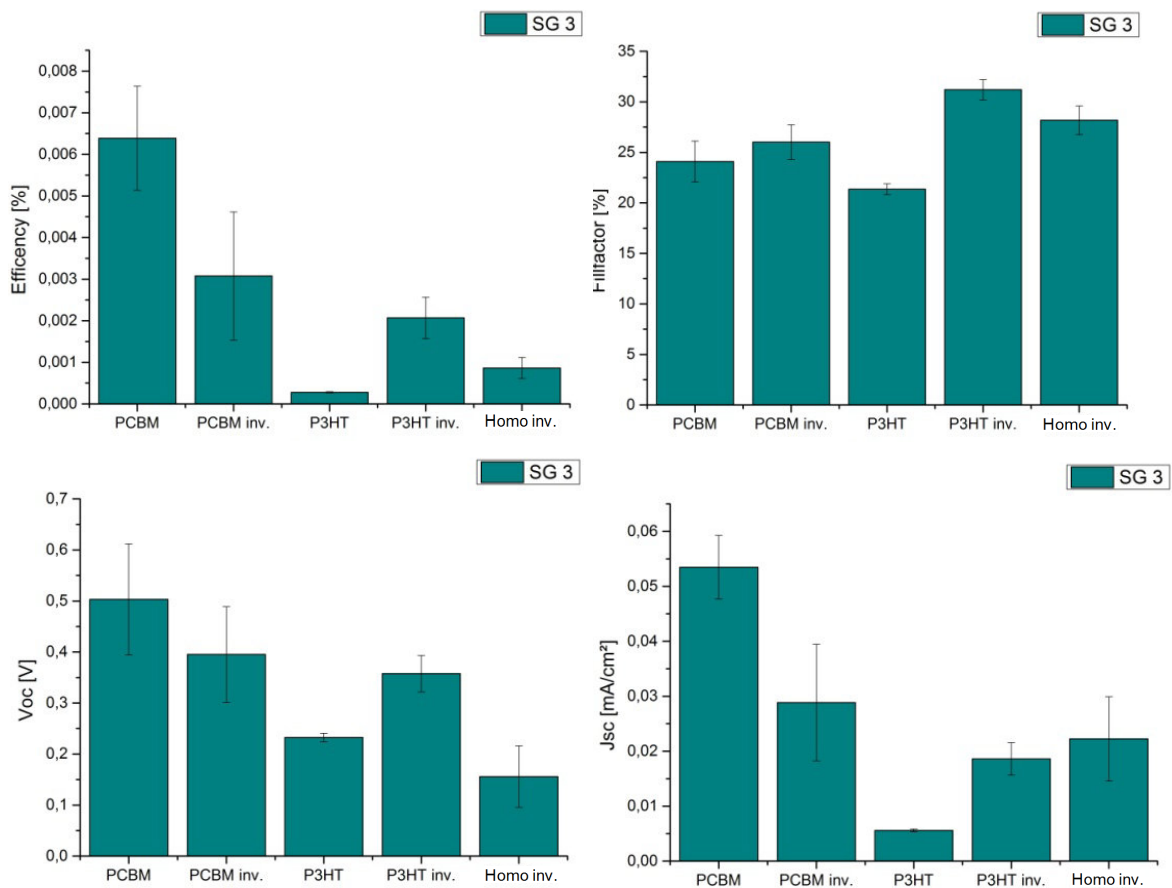 SG 3
Efficency [%]
0,008
0,007
0,006
0,005
0,004
0,003
0,002
0,001
0,000
PCBM
PCBM inv.
P3HT
P3HT inv.
Homo inv.
SG 3
Fillfactor [%]
35
30
25
20
15
10
5
0
PCBM
PCBM inv.
P3HT
P3HT inv.
Homo inv.
SG 3
Voc [V]
0,7
0,6
0,5
0,4
0,3
0,2
0,1
0,0
PCBM
PCBM inv.
P3HT
P3HT inv.
Homo inv.
SG 3
Jsc [mA/cm²]
0,06
0,05
0,04
0,03
0,02
0,01
0,00
PCBM
PCBM inv.
P3HT
P3HT inv.
Homo inv.